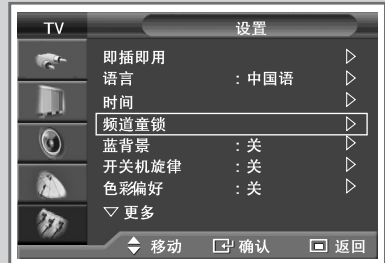 TV 设置
即插即用
语言 : 中国语
时间
频道童锁
蓝背景 : 关
开关机旋律 : 关
色彩偏好 : 关
▽ 更多
移动 确认 返回